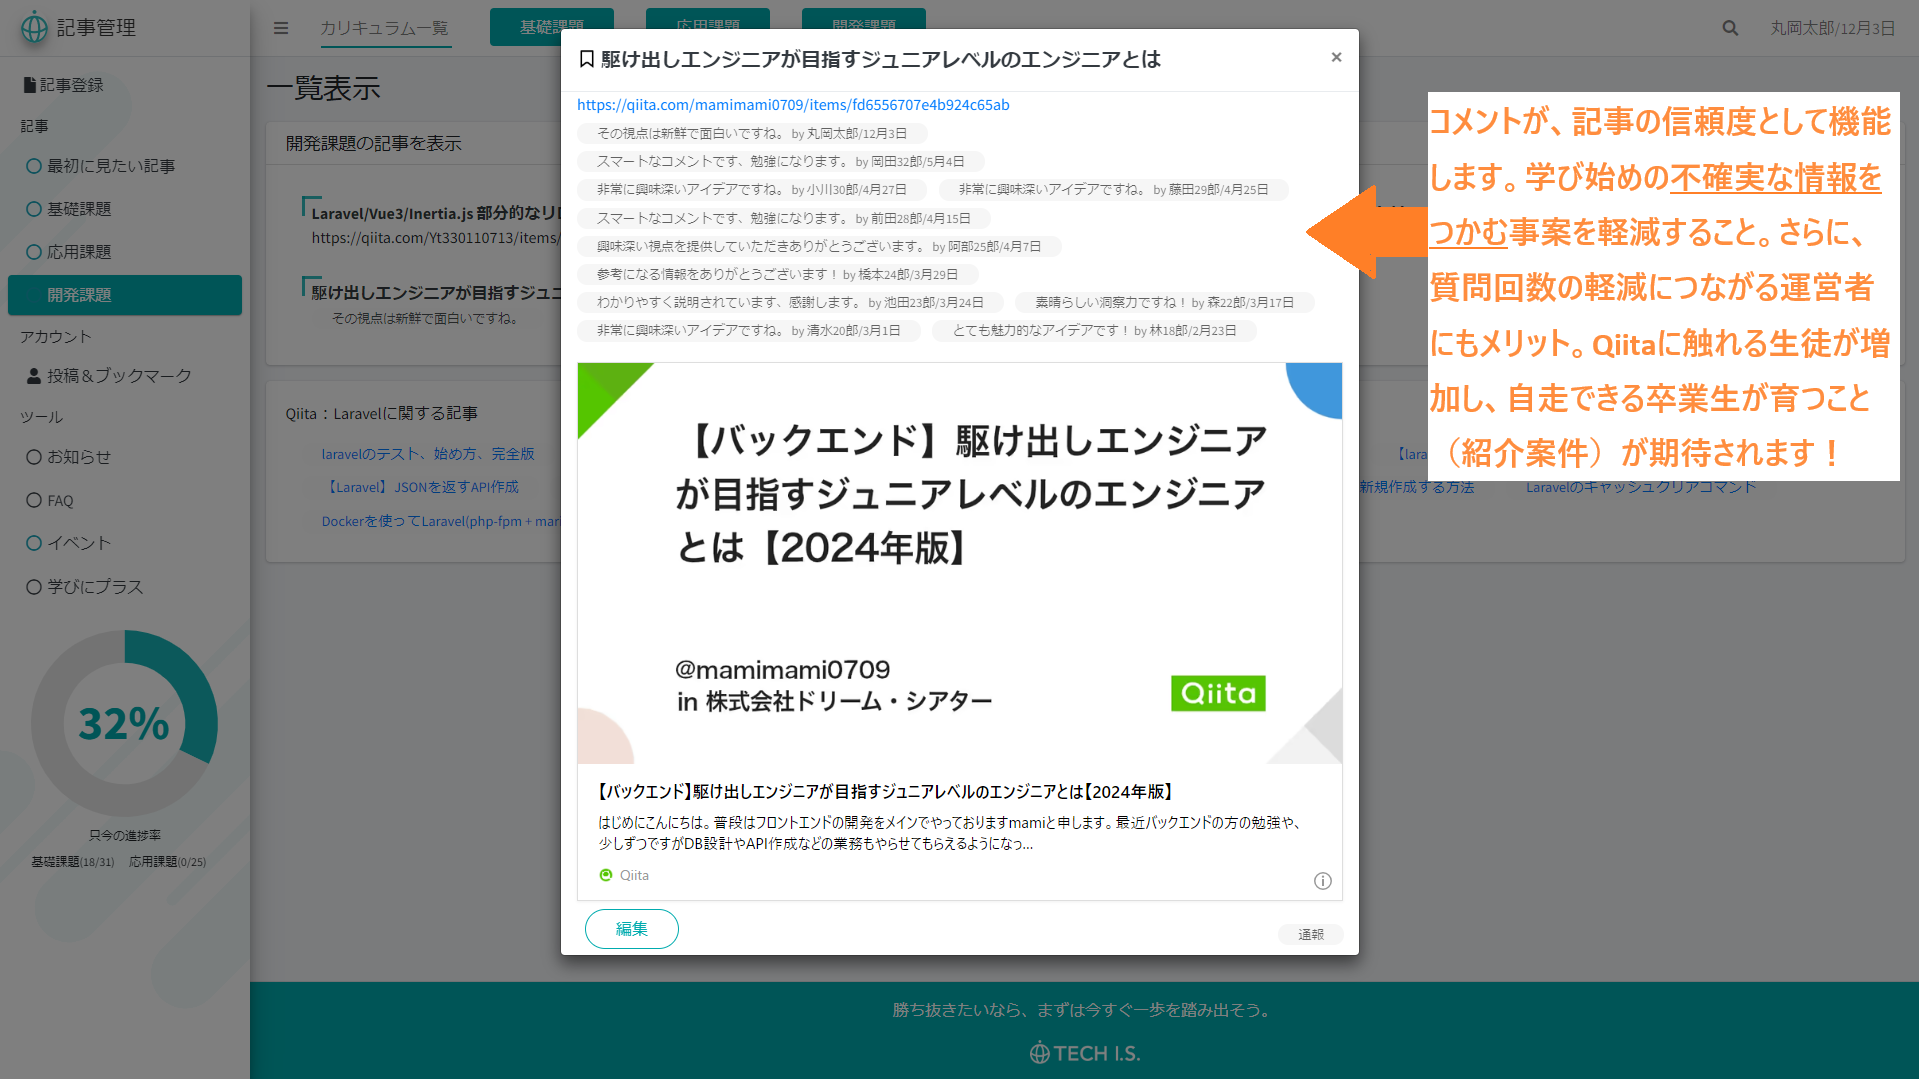 記事管理
カリキュラム一覧
基礎課題
応用課題
開発課題
丸岡太郎/12月3日
記事登録
記事
最初に見たい記事
基礎課題
応用課題
開発課題
アカウント
投稿＆ブックマーク
ツール
お知らせ
FAQ
イベント
学びにプラス
32%
只今の進捗率
基礎課題(18/31) 応用課題(0/25)
一覧表示
開発課題の記事を表示
Laravel/Vue3/Inertia.js 部分的なリロ
https://qiita.com/Yt330110713/items/
駆け出しエンジニアが目指すジュニ
その視点は新鮮で面白いですね。
Qiita：Laravelに関する記事
laravelのテスト、始め方、完全版
【Laravel】JSONを返すAPI作成
Dockerを使ってLaravel(php-fpm + mari
【lara
新規作成する方法
Laravelのキャッシュクリアコマンド
駆け出しエンジニアが目指すジュニアレベルのエンジニアとは
×
https://qiita.com/mamimami0709/items/fd6556707e4b924c65ab
その視点は新鮮で面白いですね。 by 丸岡太郎/12月3日
スマートなコメントです、勉強になります。 by 岡田32郎/5月4日
非常に興味深いアイデアですね。 by 小川30郎/4月27日 非常に興味深いアイデアですね。 by 藤田29郎/4月25日
スマートなコメントです、勉強になります。 by 前田28郎/4月15日
興味深い視点を提供していただきありがとうございます。 by 阿部25郎/4月7日
参考になる情報をありがとうございます！ by 橋本24郎/3月29日
わかりやすく説明されています、感謝します。 by 池田23郎/3月24日 素晴らしい洞察力ですね！ by 森22郎/3月17日
非常に興味深いアイデアですね。 by 清水20郎/3月1日 とても魅力的なアイデアです！ by 林18郎/2月23日
【バックエンド】駆け出しエンジニア
が目指すジュニアレベルのエンジニア
とは【2024年版】
@mamimami0709
in 株式会社ドリーム・シアター
Qiita
【バックエンド】駆け出しエンジニアが目指すジュニアレベルのエンジニアとは【2024年版】
はじめにこんにちは。普段はフロントエンドの開発をメインでやっておりますmamiと申します。最近バックエンドの方の勉強や、
少しずつですがDB設計やAPI作成などの業務もやらせてもらえるようになっ...
Qiita
編集
通報
コメントが、記事の信頼度として機能
します。学び始めの不確実な情報を
つかむ事案を軽減すること。さらに、
質問回数の軽減につながる運営者
にもメリット。Qiitaに触れる生徒が増
加し、自走できる卒業生が育つこと
（紹介案件）が期待されます！
勝ち抜きたいなら、まずは今すぐ一歩を踏み出そう。
TECH I.S.